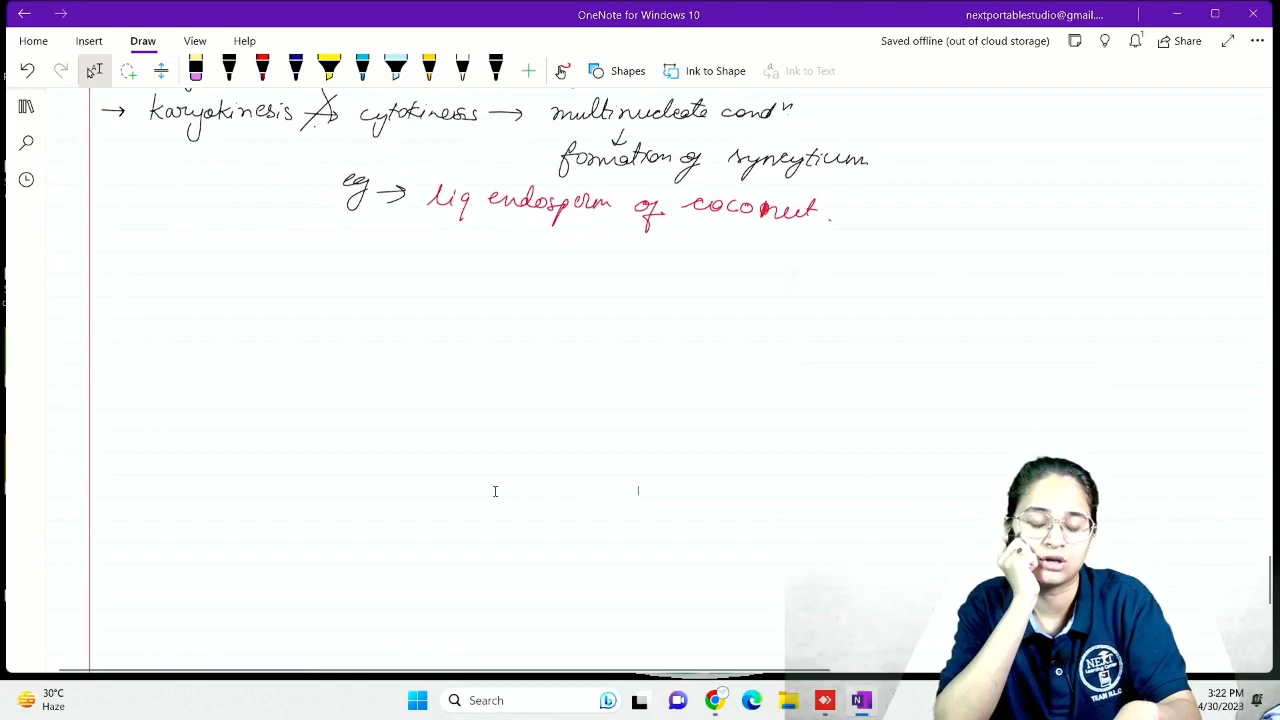 OneNote for Windows 10
nextportablestudio@gmail....
Home Insert Draw View Help
Saved offline (out of cloud storage)
Share
Shapes
Ink to Shape
Ink to Text
→ karyokinesis cytokinesis → multinucleate condn
↓
formation of syncytium
eg → liq endosperm of coconut.
NEXT
TEAM N.L.C
30°C
Haze
Search
3:22 PM
4/30/2023